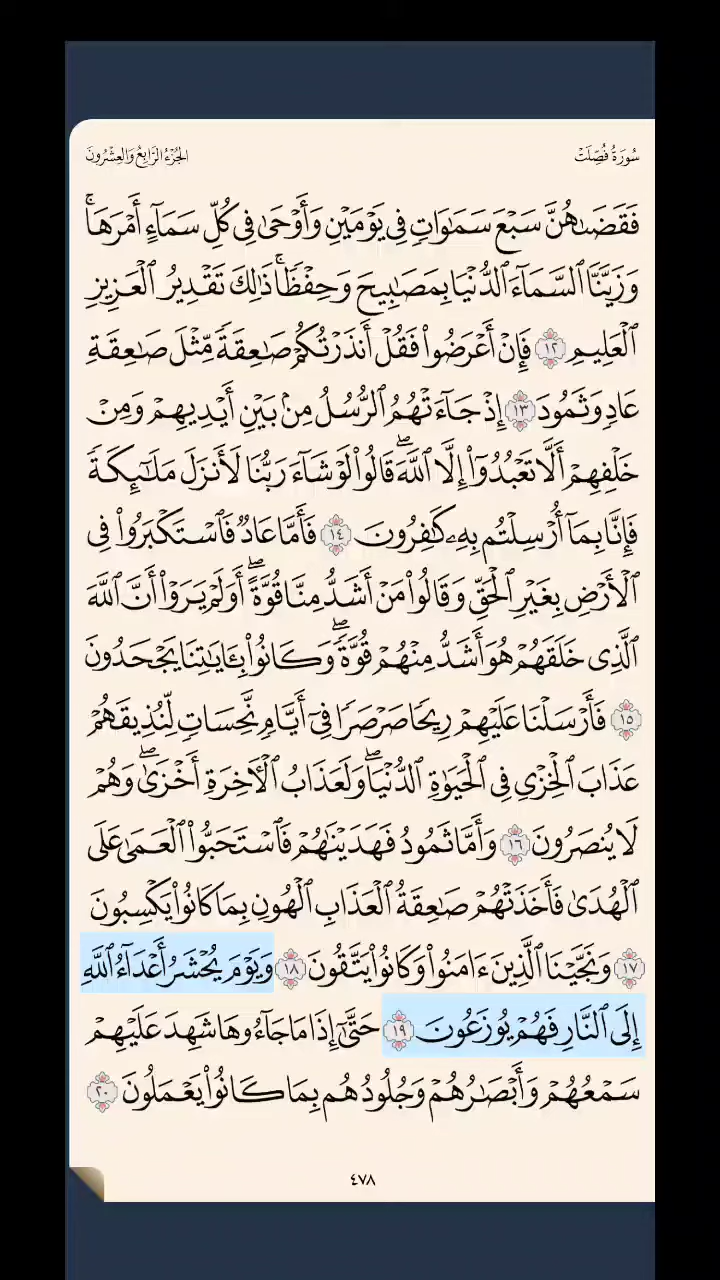 سُورَةُ فُصِّلَتْ
الجُزْءُ الرَّابِعُ وَالعِشْرُونَ
فَقَضَىٰهُنَّ سَبْعَ سَمَٰوَاتٖ فِي يَوۡمَيۡنِ وَأَوۡحَىٰ فِي كُلِّ سَمَآءٍ أَمۡرَهَاۚ
وَزَيَّنَّا ٱلسَّمَآءَ ٱلدُّنۡيَا بِمَصَٰبِيحَ وَحِفۡظٗاۚ ذَٰلِكَ تَقۡدِيرُ ٱلۡعَزِيزِ
ٱلۡعَلِيمِ ١٢ فَإِنۡ أَعۡرَضُواْ فَقُلۡ أَنذَرۡتُكُمۡ صَٰعِقَةٗ مِّثۡلَ صَٰعِقَةِ
عَادٖ وَثَمُودَ ١٣ إِذۡ جَآءَتۡهُمُ ٱلرُّسُلُ مِنۢ بَيۡنِ أَيۡدِيهِمۡ وَمِنۡ
خَلۡفِهِمۡ أَلَّا تَعۡبُدُوٓاْ إِلَّا ٱللَّهَۖ قَالُواْ لَوۡ شَآءَ رَبُّنَا لَأَنزَلَ مَلَٰٓئِكَةٗ
فَإِنَّا بِمَآ أُرۡسِلۡتُم بِهِۦ كَٰفِرُونَ ١٤ فَأَمَّا عَادٞ فَٱسۡتَكۡبَرُواْ فِي
ٱلۡأَرۡضِ بِغَيۡرِ ٱلۡحَقِّ وَقَالُواْ مَنۡ أَشَدُّ مِنَّا قُوَّةًۖ أَوَلَمۡ يَرَوۡاْ أَنَّ ٱللَّهَ
ٱلَّذِي خَلَقَهُمۡ هُوَ أَشَدُّ مِنۡهُمۡ قُوَّةٗۖ وَكَانُواْ بِـَٔايَٰتِنَا يَجۡحَدُونَ
١٥ فَأَرۡسَلۡنَا عَلَيۡهِمۡ رِيحٗا صَرۡصَرٗا فِيٓ أَيَّامٖ نَّحِسَاتٖ لِّنُذِيقَهُمۡ
عَذَابَ ٱلۡخِزۡيِ فِي ٱلۡحَيَوٰةِ ٱلدُّنۡيَاۖ وَلَعَذَابُ ٱلۡأٓخِرَةِ أَخۡزَىٰۖ وَهُمۡ
لَا يُنصَرُونَ ١٦ وَأَمَّا ثَمُودُ فَهَدَيۡنَٰهُمۡ فَٱسۡتَحَبُّواْ ٱلۡعَمَىٰ عَلَى
ٱلۡهُدَىٰ فَأَخَذَتۡهُمۡ صَٰعِقَةُ ٱلۡعَذَابِ ٱلۡهُونِ بِمَا كَانُواْ يَكۡسِبُونَ
١٧ وَنَجَّيۡنَا ٱلَّذِينَ ءَامَنُواْ وَكَانُواْ يَتَّقُونَ ١٨ وَيَوۡمَ يُحۡشَرُ أَعۡدَآءُ ٱللَّهِ
إِلَى ٱلنَّارِ فَهُمۡ يُوزَعُونَ ١٩ حَتَّىٰٓ إِذَا مَا جَآءُوهَا شَهِدَ عَلَيۡهِمۡ
سَمۡعُهُمۡ وَأَبۡصَٰرُهُمۡ وَجُلُودُهُم بِمَا كَانُواْ يَعۡمَلُونَ ٢٠
٤٧٨